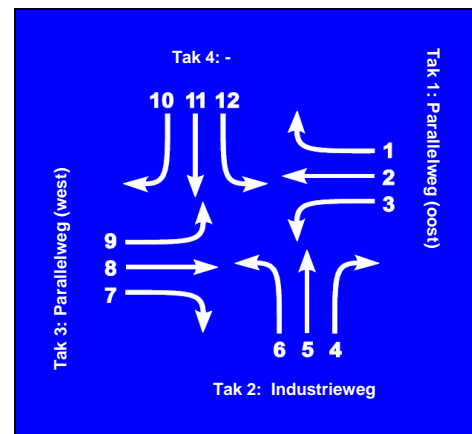 Tak 4: -
10 11 12
Tak 1: Parallelweg (oost)
1
2
3
Tak 3: Parallelweg (west)
9
8
7
6 5 4
Tak 2: Industrieweg